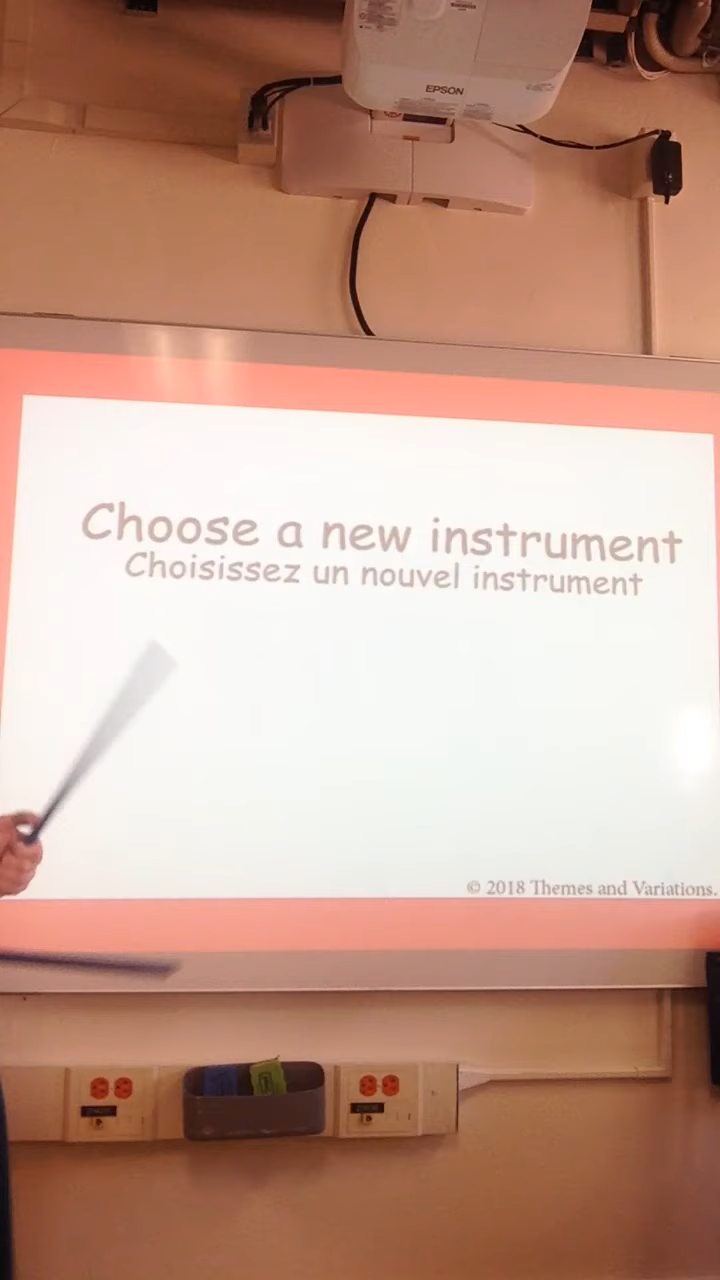 EPSON
Choose a new instrument
Choisissez un nouvel instrument
© 2018 Themes and Variations.